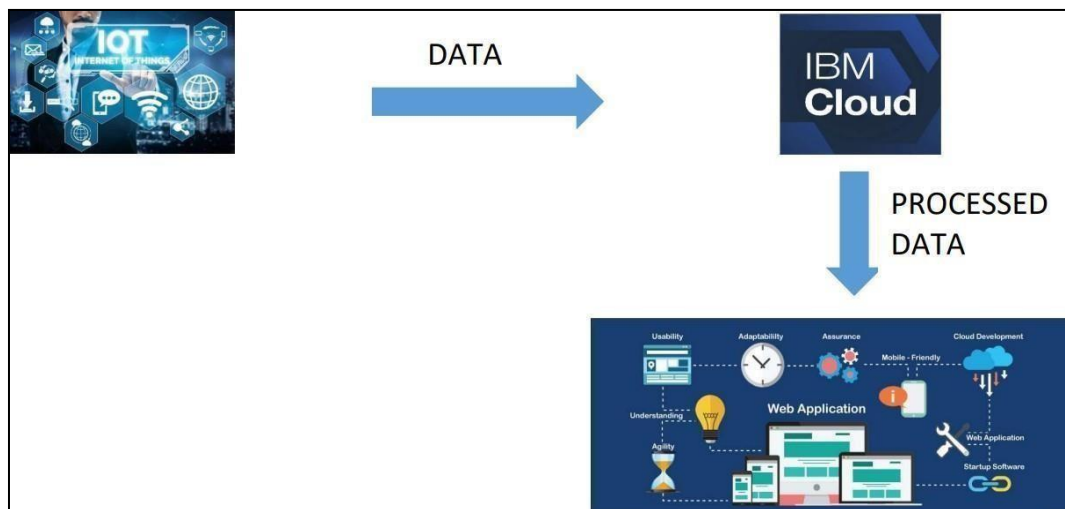 IOT
INTERNET OF THINGS
DATA
IBM
Cloud
PROCESSED
DATA
Usability
Adaptability
Assurance
Cloud Development
Mobile - Friendly
Understanding
Web Application
Web Application
Agility
Startup Software